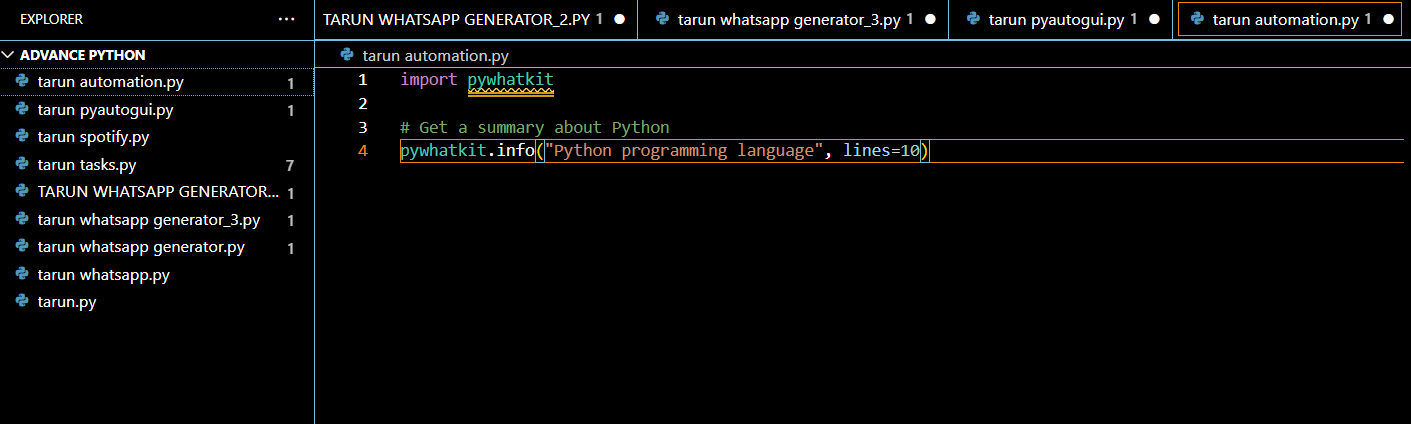 EXPLORER ...
TARUN WHATSAPP GENERATOR_2.PY 1 tarun whatsapp generator_3.py 1 tarun pyautogui.py 1 tarun automation.py 1
ADVANCE PYTHON
tarun automation.py 1
tarun pyautogui.py 1
tarun spotify.py
tarun tasks.py 7
TARUN WHATSAPP GENERATOR... 1
tarun whatsapp generator_3.py 1
tarun whatsapp generator.py 1
tarun whatsapp.py
tarun.py
tarun automation.py
1 import pywhatkit
2
3 # Get a summary about Python
4 pywhatkit.info("Python programming language", lines=10)